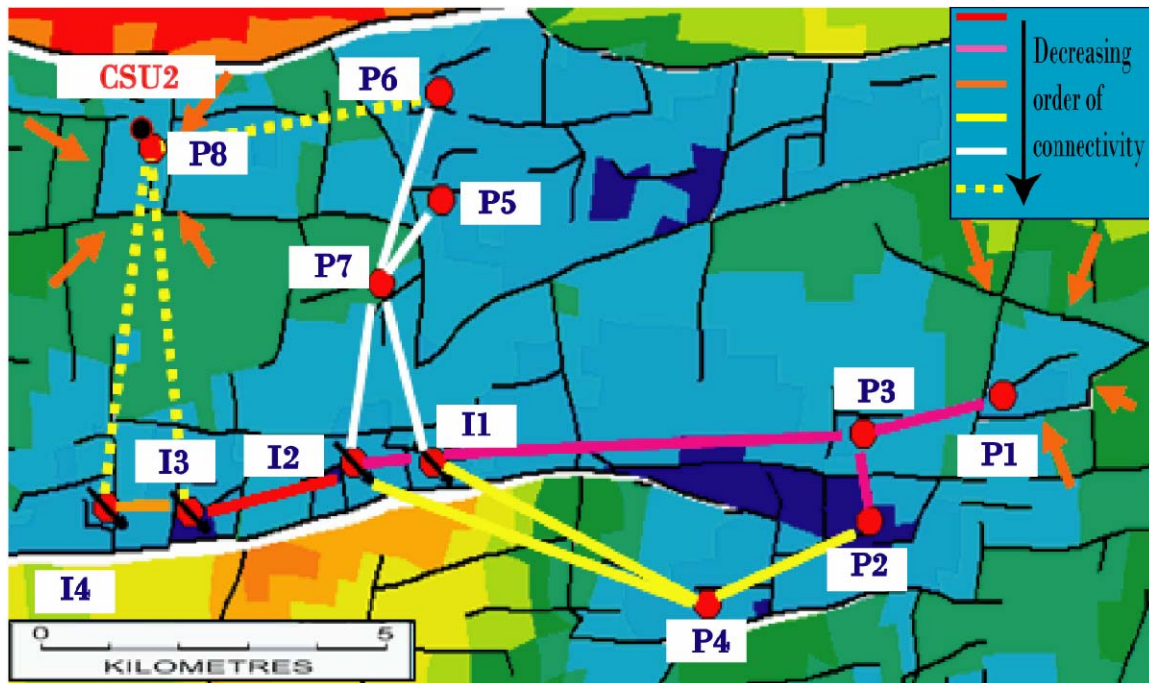 CSU2
P6
Decreasing
order of
connectivity
P8
P5
P7
P3
I1
I2
P1
I3
P2
I4
P4
0 5
KILOMETRES